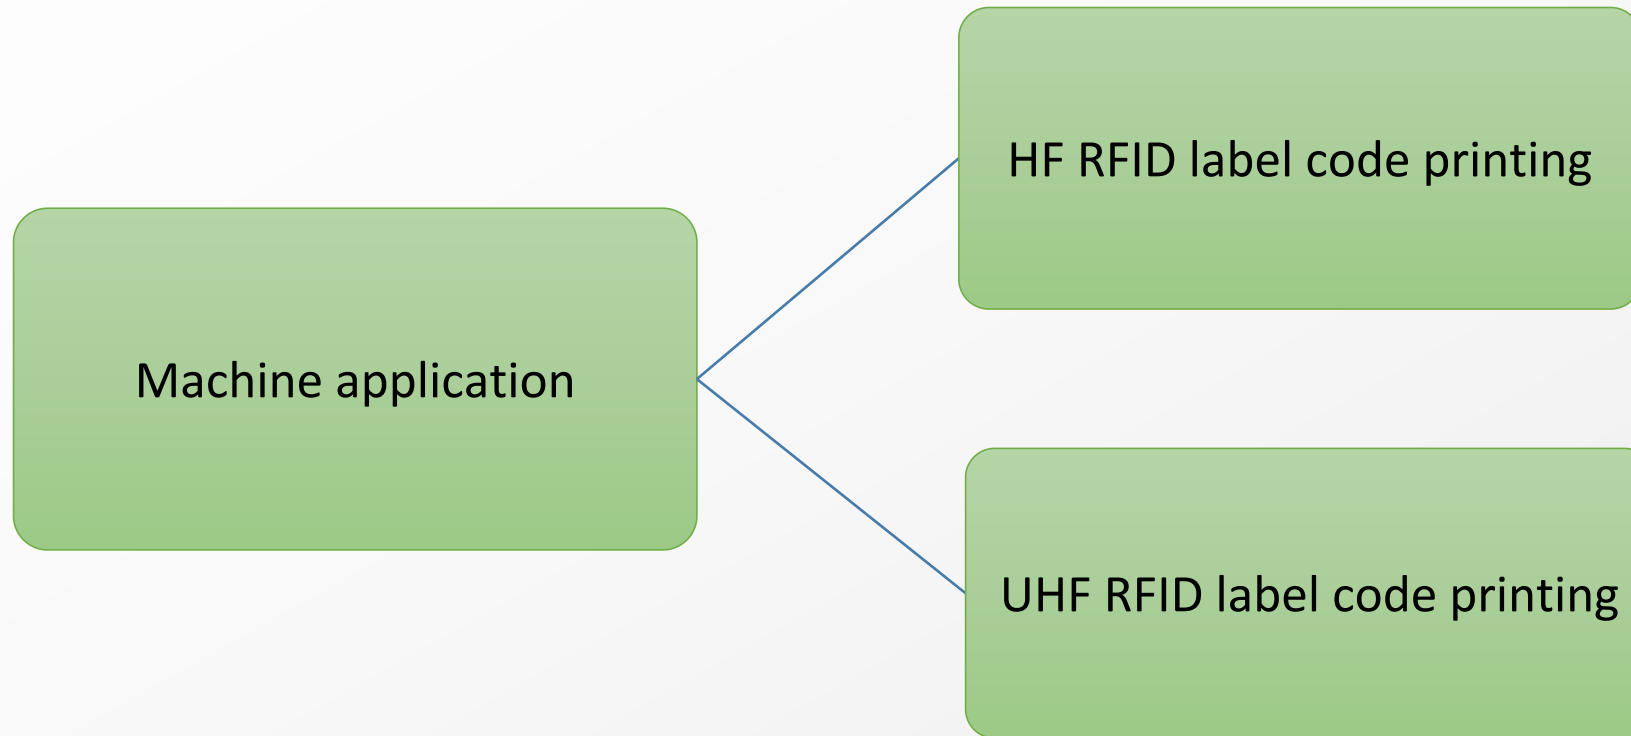 Machine application
HF RFID label code printing
UHF RFID label code printing